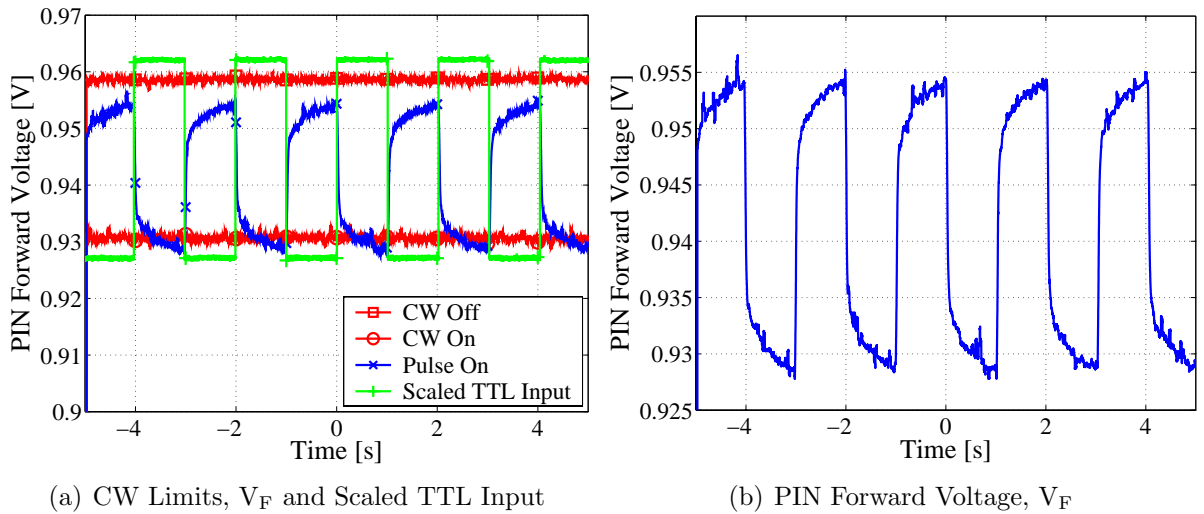 PIN Forward Voltage [V]
0.97
0.96
0.95
0.94
0.93
0.92
0.91
0.9
−4
−2
0
2
4
Time [s]
CW Off
CW On
Pulse On
Scaled TTL Input
(a) CW Limits, V_F and Scaled TTL Input
PIN Forward Voltage [V]
0.955
0.95
0.945
0.94
0.935
0.93
0.925
−4
−2
0
2
4
Time [s]
(b) PIN Forward Voltage, V_F